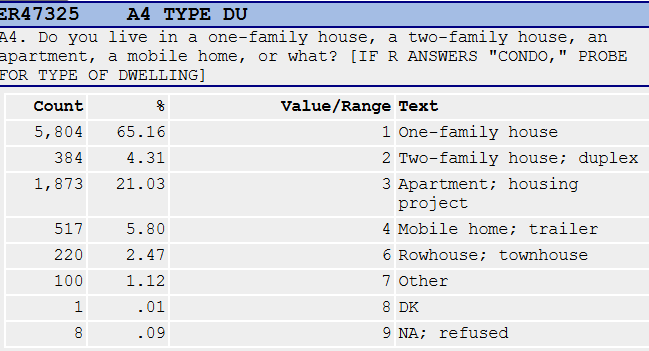 ER47325 A4 TYPE DU
A4. Do you live in a one-family house, a two-family house, an
apartment, a mobile home, or what? [IF R ANSWERS "CONDO," PROBE
FOR TYPE OF DWELLING]
Count % Value/Range Text
5,804 65.16 1 One-family house
384 4.31 2 Two-family house; duplex
1,873 21.03 3 Apartment; housing
project
517 5.80 4 Mobile home; trailer
220 2.47 6 Rowhouse; townhouse
100 1.12 7 Other
1 .01 8 DK
8 .09 9 NA; refused